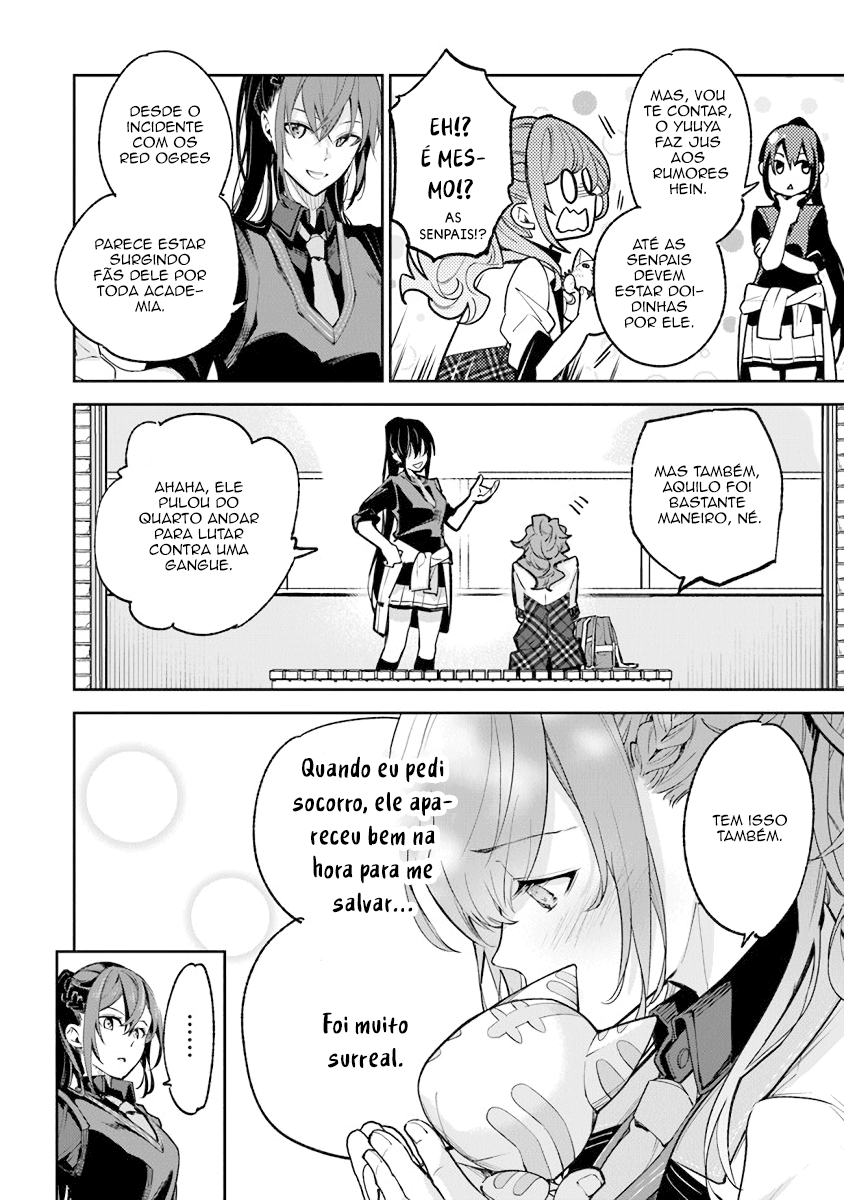 MAS, VOU
TE CONTAR,
O YUUYA
FAZ JUS
AOS
RUMORES
HEIN.
ATÉ AS
SENPAIS
DEVEM
ESTAR DOI-
DINHAS
POR ELE.
EH!?
É MES-
MO!?
AS
SENPAIS!?
DESDE O
INCIDENTE
COM OS
RED OGRES
PARECE ESTAR
SURGINDO
FÃS DELE POR
TODA ACADE-
MIA.
MAS TAMBÉM,
AQUILO FOI
BASTANTE
MANEIRO, NÉ.
AHAHA, ELE
PULOU DO
QUARTO ANDAR
PARA LUTAR
CONTRA UMA
GANGUE.
TEM ISSO
TAMBÉM.
Quando eu pedi
socorro, ele apa-
receu bem na
hora para me
salvar...
Foi muito
surreal.
......